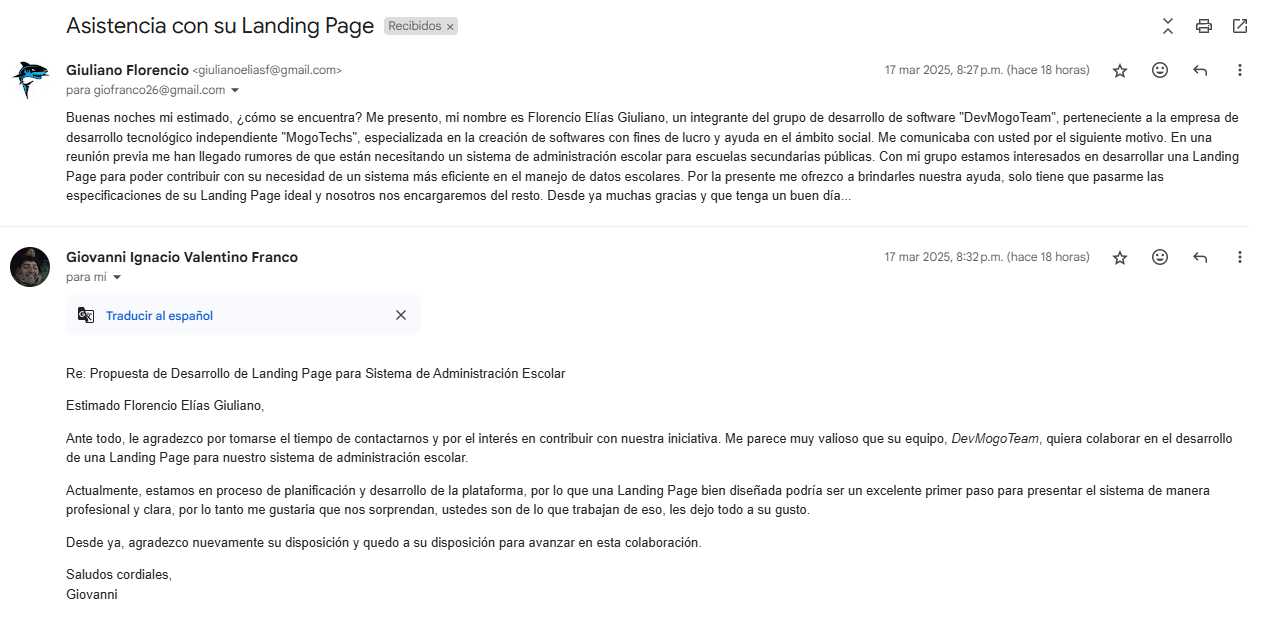 Asistencia con su Landing Page Recibidos ×
Giuliano Florencio <giulianoeliasf@gmail.com> 17 mar 2025, 8:27 p.m. (hace 18 horas)
para giofranco26@gmail.com
Buenas noches mi estimado, ¿cómo se encuentra? Me presento, mi nombre es Florencio Elías Giuliano, un integrante del grupo de desarrollo de software "DevMogoTeam", perteneciente a la empresa de
desarrollo tecnológico independiente "MogoTechs", especializada en la creación de softwares con fines de lucro y ayuda en el ámbito social. Me comunicaba con usted por el siguiente motivo. En una
reunión previa me han llegado rumores de que están necesitando un sistema de administración escolar para escuelas secundarias públicas. Con mi grupo estamos interesados en desarrollar una Landing
Page para poder contribuir con su necesidad de un sistema más eficiente en el manejo de datos escolares. Por la presente me ofrezco a brindarles nuestra ayuda, solo tiene que pasarme las
especificaciones de su Landing Page ideal y nosotros nos encargaremos del resto. Desde ya muchas gracias y que tenga un buen día...
Giovanni Ignacio Valentino Franco 17 mar 2025, 8:32 p.m. (hace 18 horas)
para mí
Traducir al español
Re: Propuesta de Desarrollo de Landing Page para Sistema de Administración Escolar
Estimado Florencio Elías Giuliano,
Ante todo, le agradezco por tomarse el tiempo de contactarnos y por el interés en contribuir con nuestra iniciativa. Me parece muy valioso que su equipo, DevMogoTeam, quiera colaborar en el desarrollo
de una Landing Page para nuestro sistema de administración escolar.
Actualmente, estamos en proceso de planificación y desarrollo de la plataforma, por lo que una Landing Page bien diseñada podría ser un excelente primer paso para presentar el sistema de manera
profesional y clara, por lo tanto me gustaria que nos sorprendan, ustedes son de lo que trabajan de eso, les dejo todo a su gusto.
Desde ya, agradezco nuevamente su disposición y quedo a su disposición para avanzar en esta colaboración.
Saludos cordiales,
Giovanni